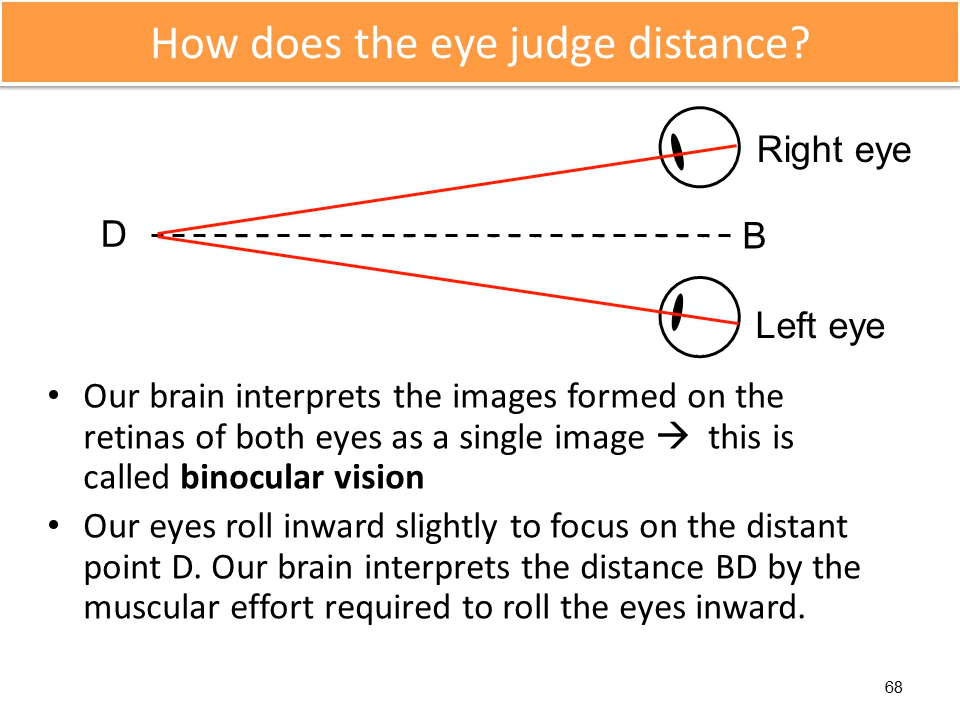 How does the eye judge distance?
Right eye
D
B
Left eye
• Our brain interprets the images formed on the
retinas of both eyes as a single image → this is
called binocular vision
• Our eyes roll inward slightly to focus on the distant
point D. Our brain interprets the distance BD by the
muscular effort required to roll the eyes inward.
68